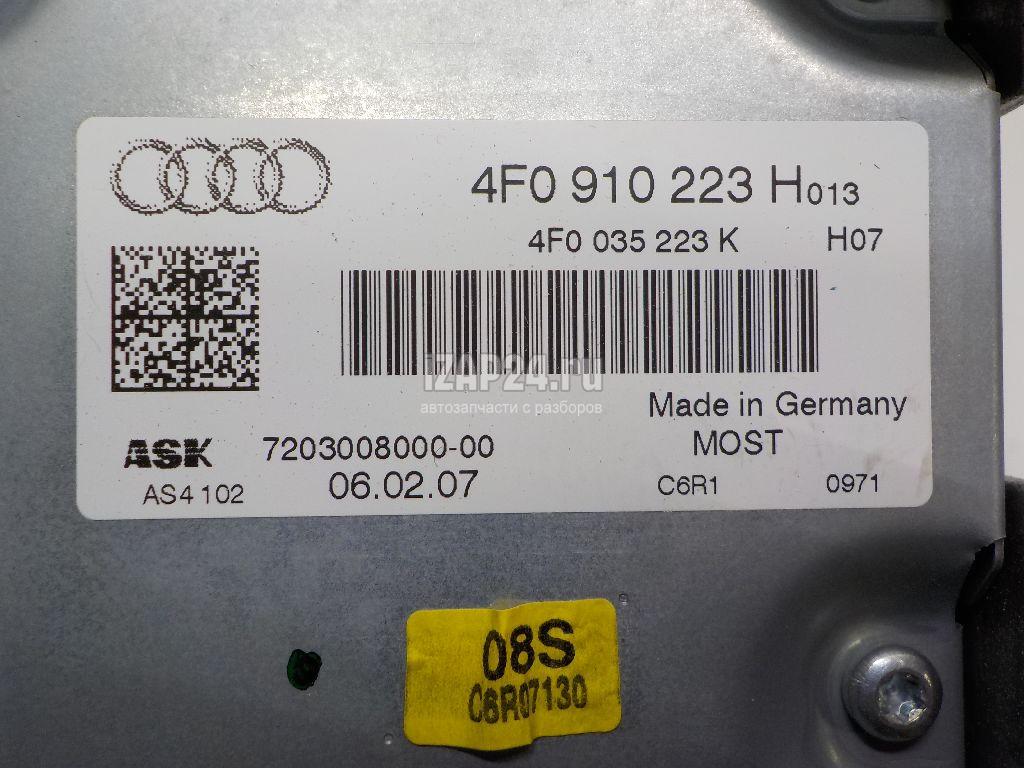 4F0 910 223 H013
4F0 035 223 K H07
iZAP24.ru
автозапчасти с разборов
Made in Germany
ASK 7203008000-00 MOST
AS4 102 06.02.07 C6R1 0971
08S
C6R07130